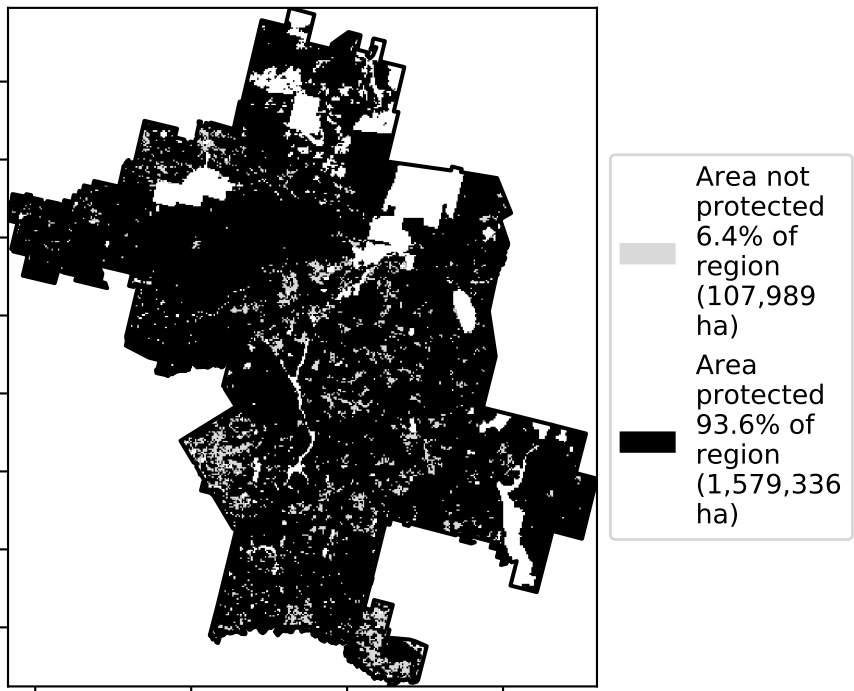 Area not
protected
6.4% of
region
(107,989
ha)
Area
protected
93.6% of
region
(1,579,336
ha)